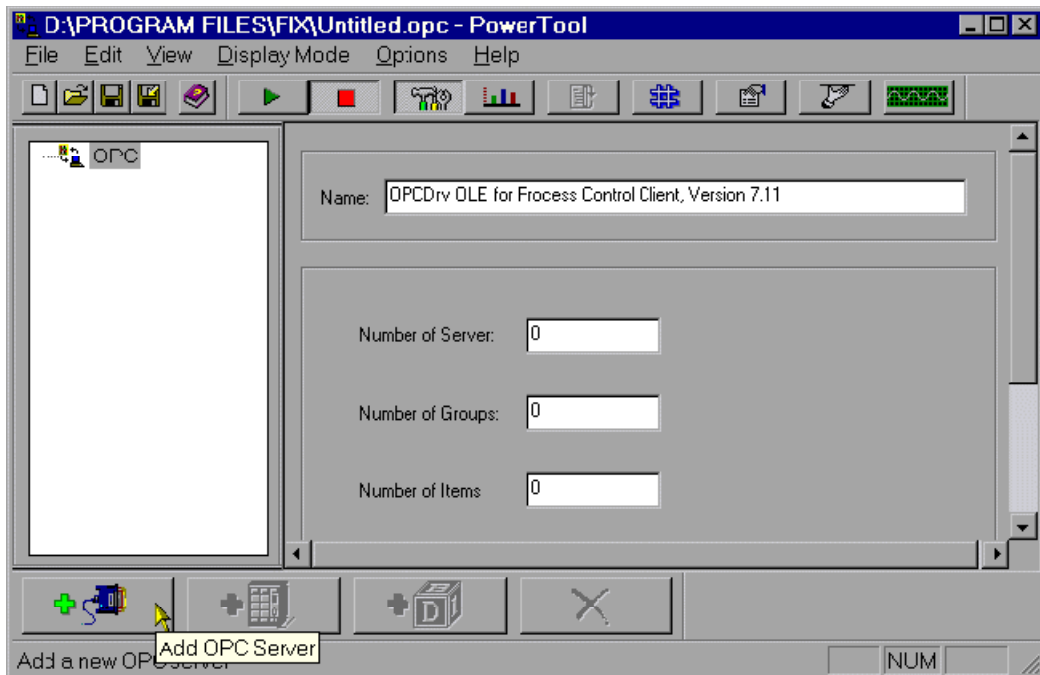 D:\PROGRAM FILES\FIX\Untitled.opc - PowerTool
File Edit View Display Mode Options Help
OPC
Name: OPCDrv OLE for Frocess Control Client, Version 7.11
Number of Server: 0
Number of Groups: 0
Number of Items 0
D
Add OPC Server
Add a new OPC server
NUM